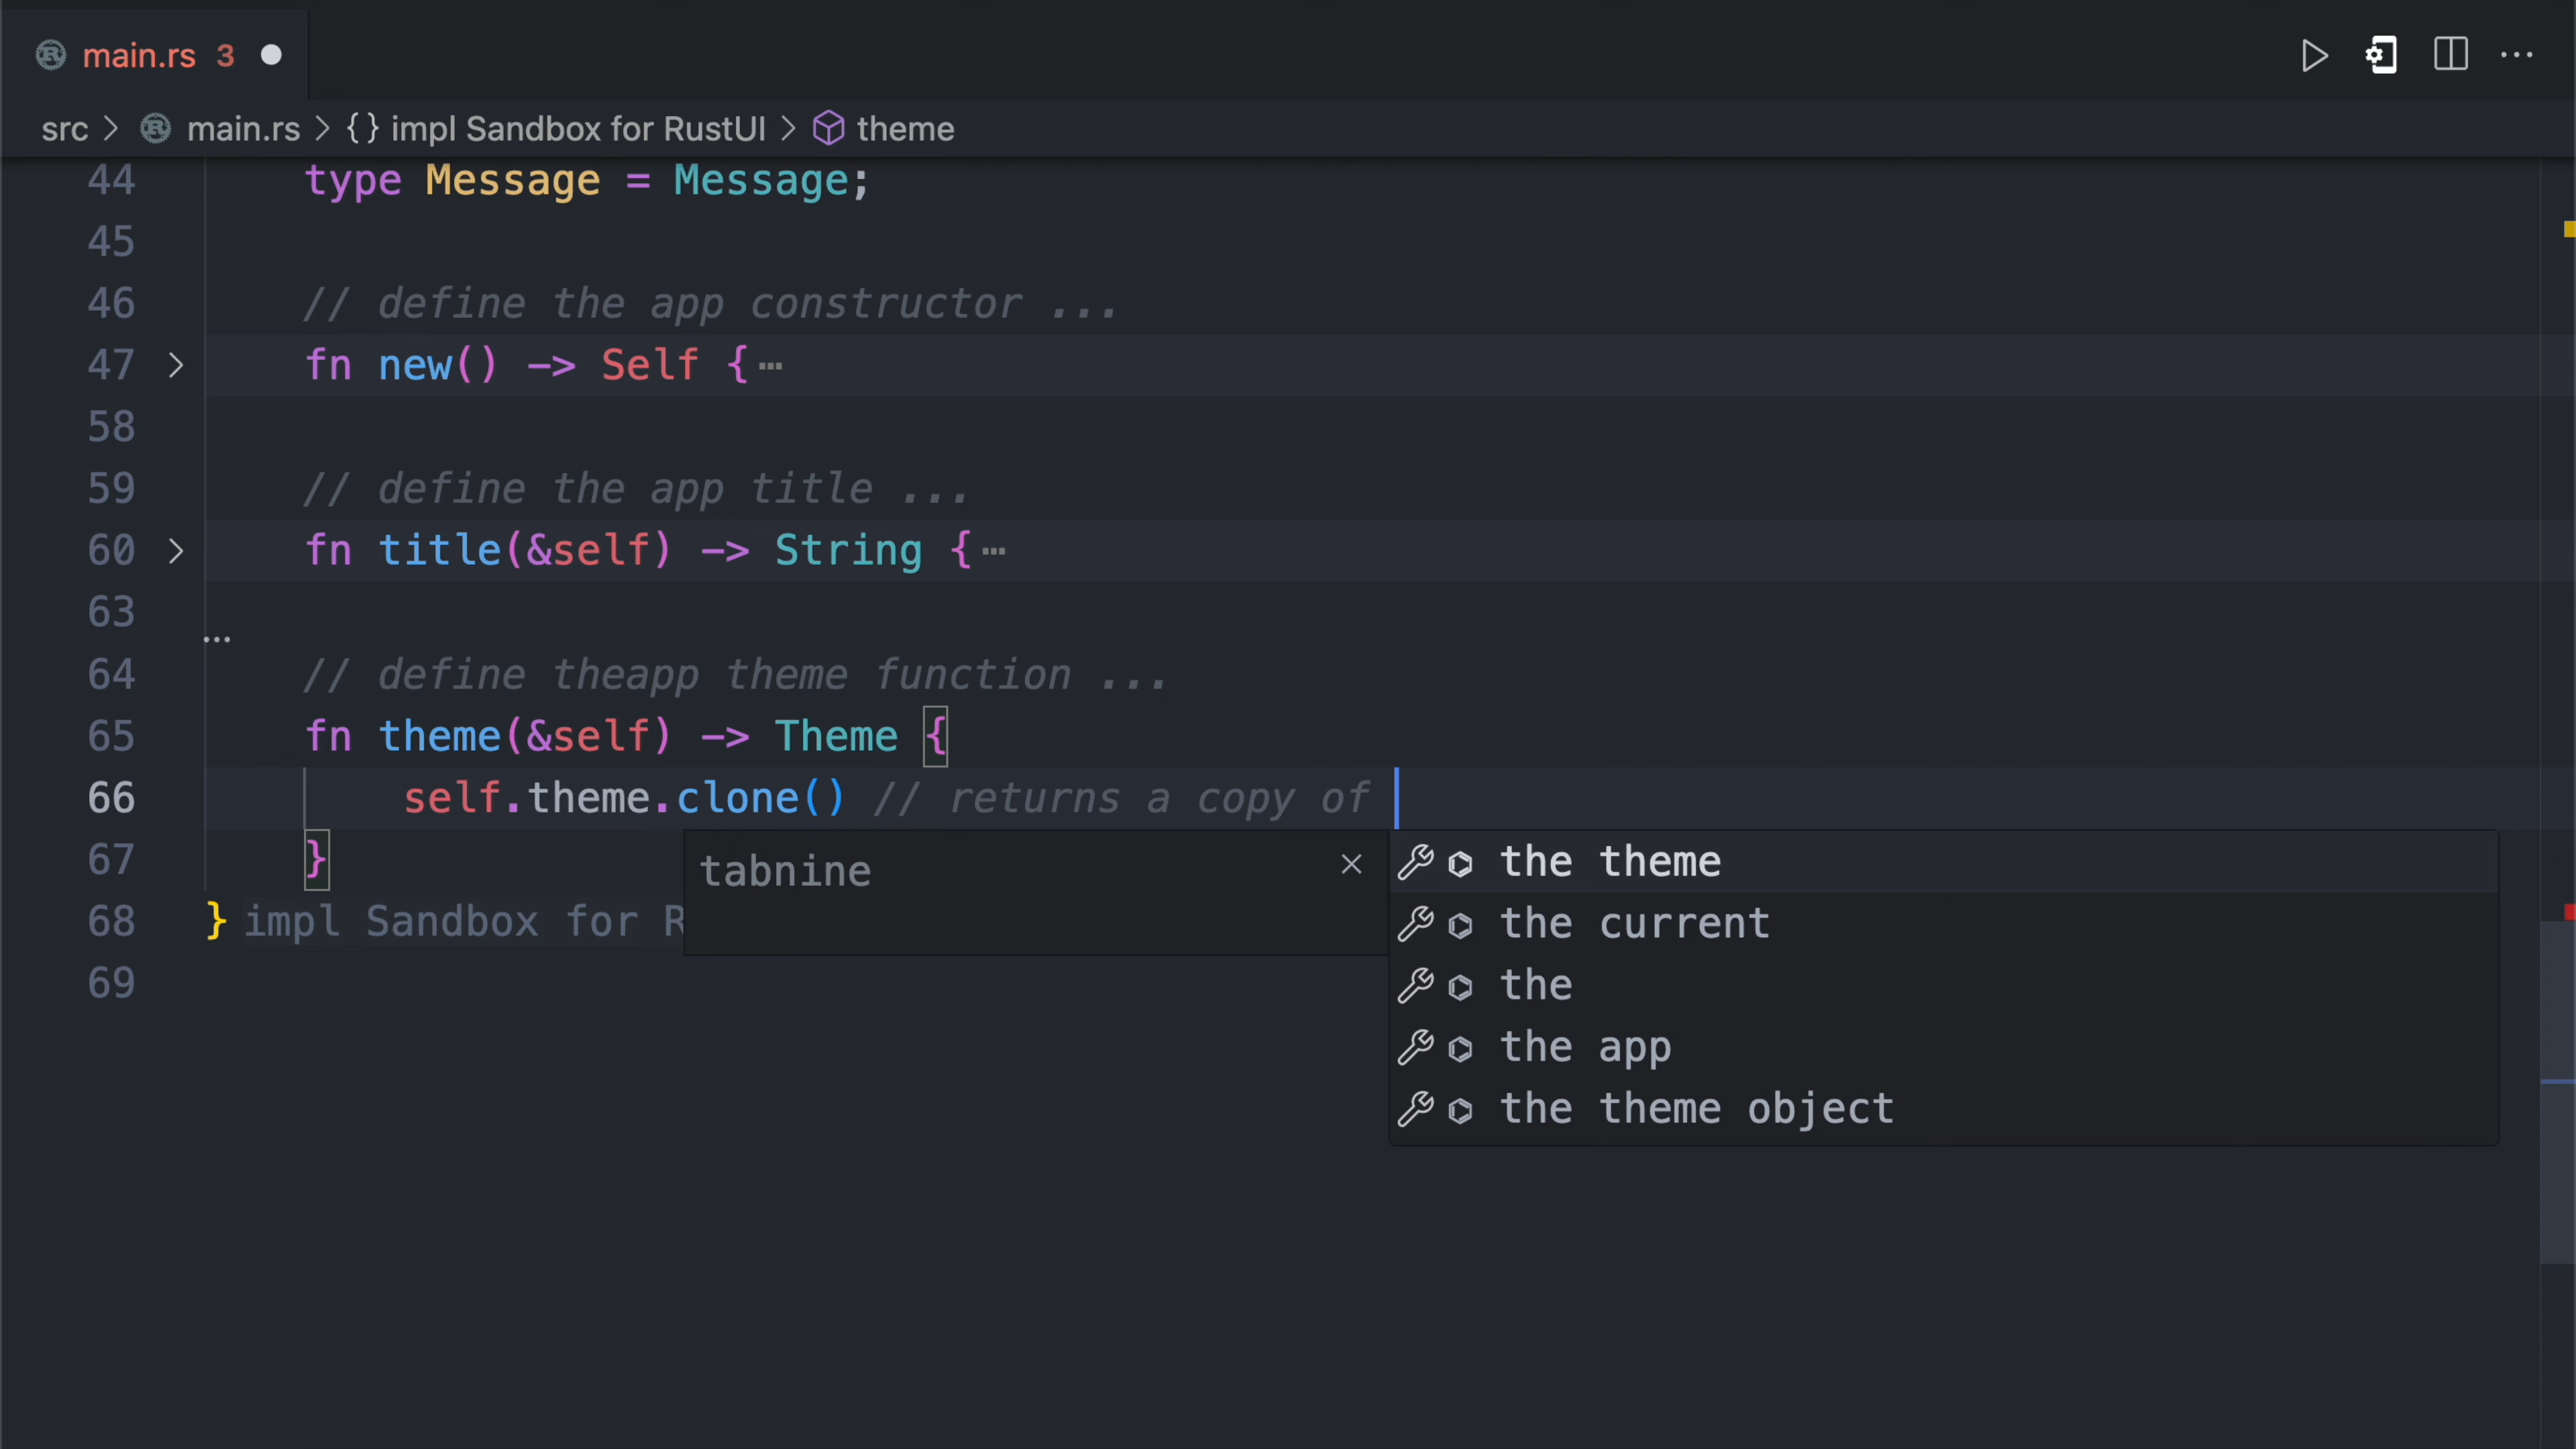 main.rs 3
src > main.rs > {} impl Sandbox for RustUI > theme
44 type Message = Message;
45
46 // define the app constructor ...
47 > fn new() -> Self { ⋯
58
59 // define the app title ...
60 > fn title(&self) -> String { ⋯
63
64 // define theapp theme function ...
65 fn theme(&self) -> Theme {
66 self.theme.clone() // returns a copy of
67 }
tabnine
the theme
68 } impl Sandbox for R
the current
69
the
the app
the theme object